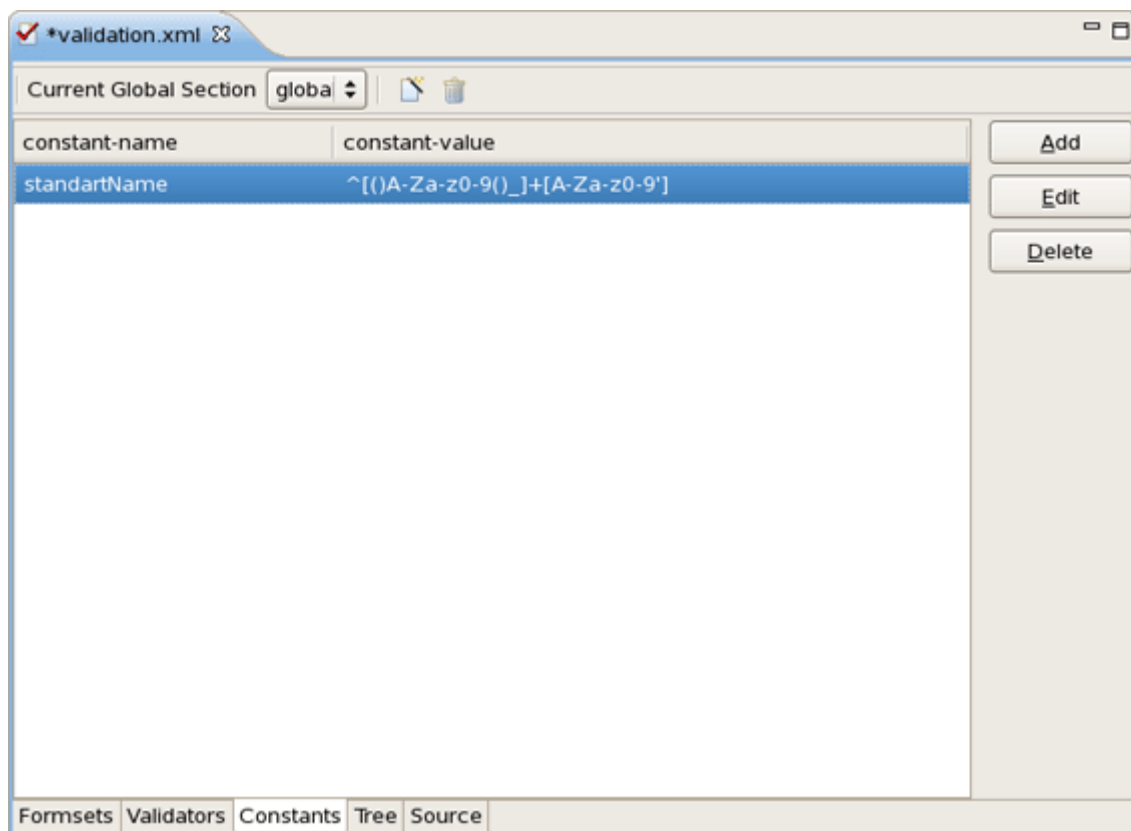 *validation.xml
Current Global Section globa
constant-name constant-value
standartName ^[()A-Za-z0-9()_]+[A-Za-z0-9']
Add
Edit
Delete
Formsets Validators Constants Tree Source